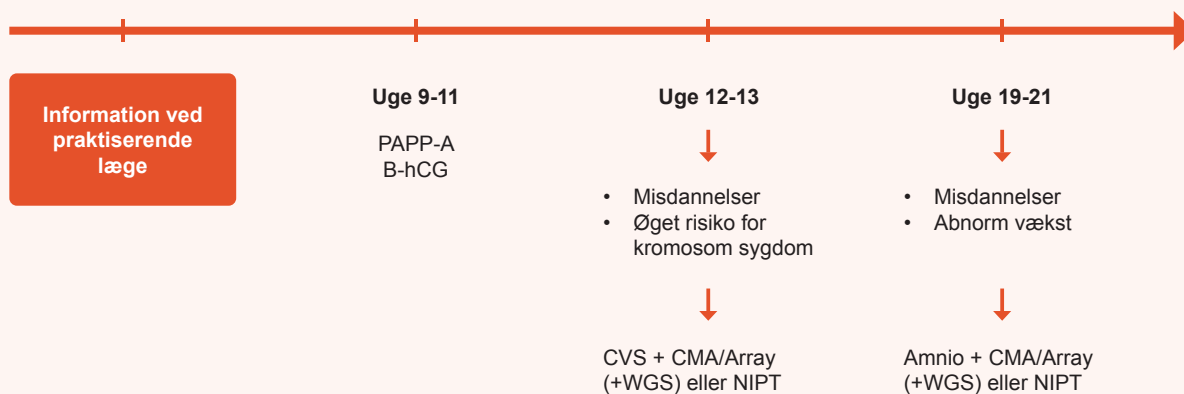 Information ved
praktiserende
læge
Uge 9-11
PAPP-A
B-hCG
Uge 12-13
• Misdannelser
• Øget risiko for
kromosom sygdom
CVS + CMA/Array
(+WGS) eller NIPT
Uge 19-21
• Misdannelser
• Abnorm vækst
Amnio + CMA/Array
(+WGS) eller NIPT